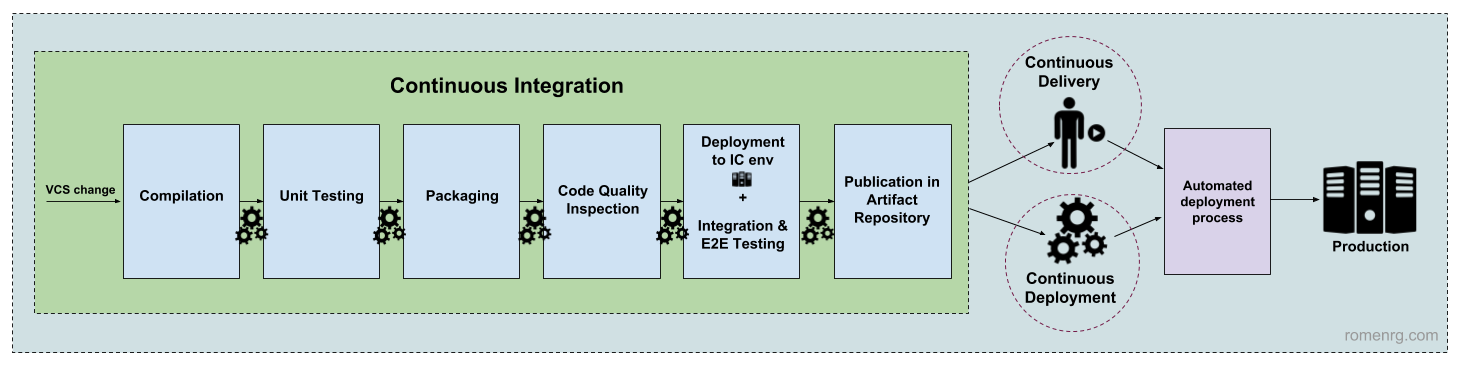 Continuous Integration
VCS change
Compilation
Unit Testing
Packaging
Code Quality
Inspection
Deployment
to IC env
+
Integration &
E2E Testing
Publication in
Artifact
Repository
Continuous
Delivery
Continuous
Deployment
Automated
deployment
process
Production
romenrg.com